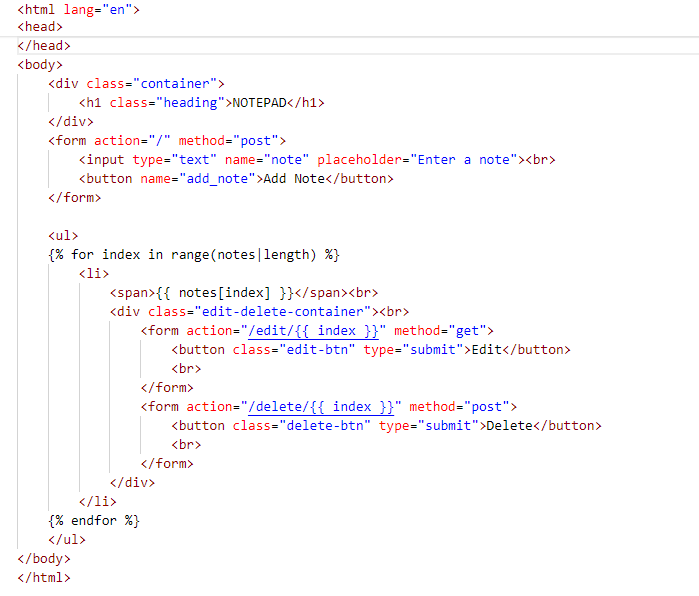 <html lang="en">
<head>
</head>
<body>
<div class="container">
<h1 class="heading">NOTEPAD</h1>
</div>
<form action="/" method="post">
<input type="text" name="note" placeholder="Enter a note"><br>
<button name="add_note">Add Note</button>
</form>
<ul>
{% for index in range(notes|length) %}
<li>
<span>{{ notes[index] }}</span><br>
<div class="edit-delete-container"><br>
<form action="/edit/{{ index }}" method="get">
<button class="edit-btn" type="submit">Edit</button>
<br>
</form>
<form action="/delete/{{ index }}" method="post">
<button class="delete-btn" type="submit">Delete</button>
<br>
</form>
</div>
</li>
{% endfor %}
</ul>
</body>
</html>